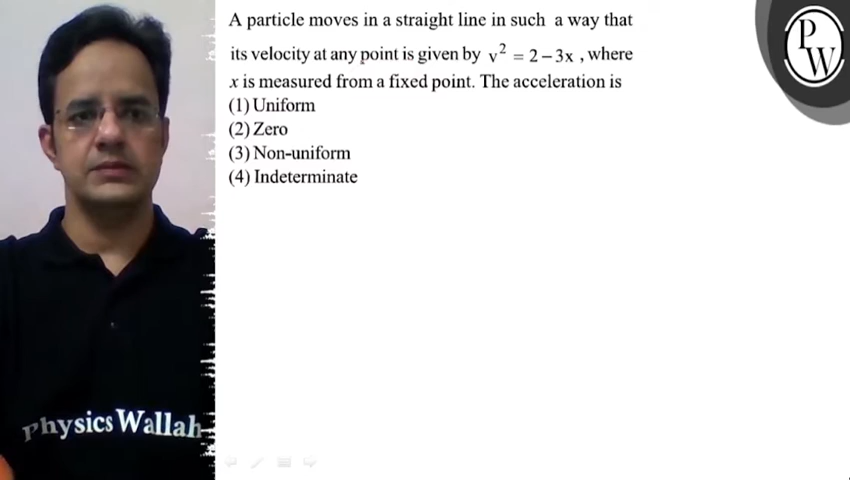 A particle moves in a straight line in such a way that
its velocity at any point is given by v² = 2 – 3x , where
x is measured from a fixed point. The acceleration is
(1) Uniform
(2) Zero
(3) Non-uniform
(4) Indeterminate
P
W
Physics Wallah